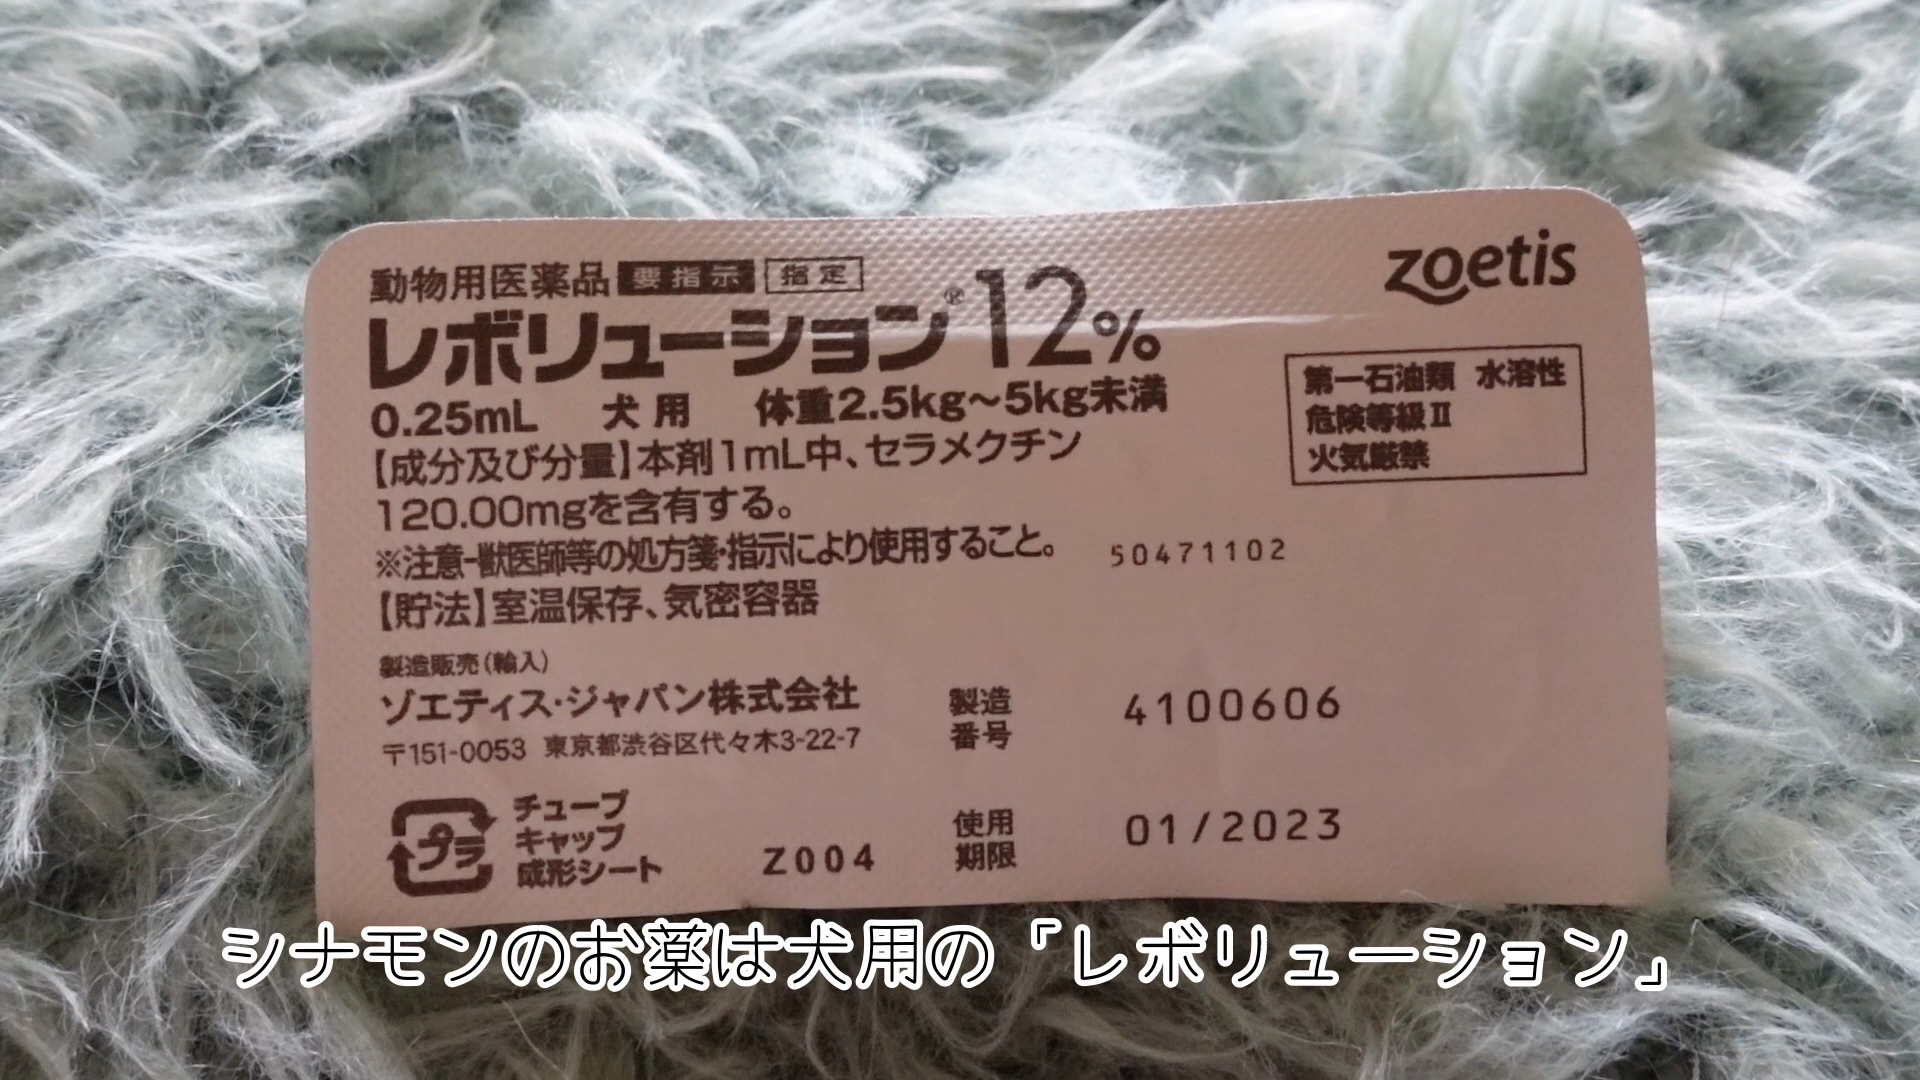 動物用医薬品 要指示 指定
zoetis
レボリューション®12%
0.25mL 犬用 体重2.5kg~5kg未満
【成分及び分量】本剤1mL中、セラメクチン
120.00mgを含有する。
※注意-獣医師等の処方箋・指示により使用すること。
【貯法】室温保存、気密容器
第一石油類 水溶性
危険等級Ⅱ
火気厳禁
50471102
製造販売(輸入)
ゾエティス・ジャパン株式会社
〒151-0053 東京都渋谷区代々木3-22-7
製造
番号
4100606
プラ
チューブ
キャップ
成形シート
Z004
使用
期限
01/2023
シナモンのお薬は犬用の「レボリューション」